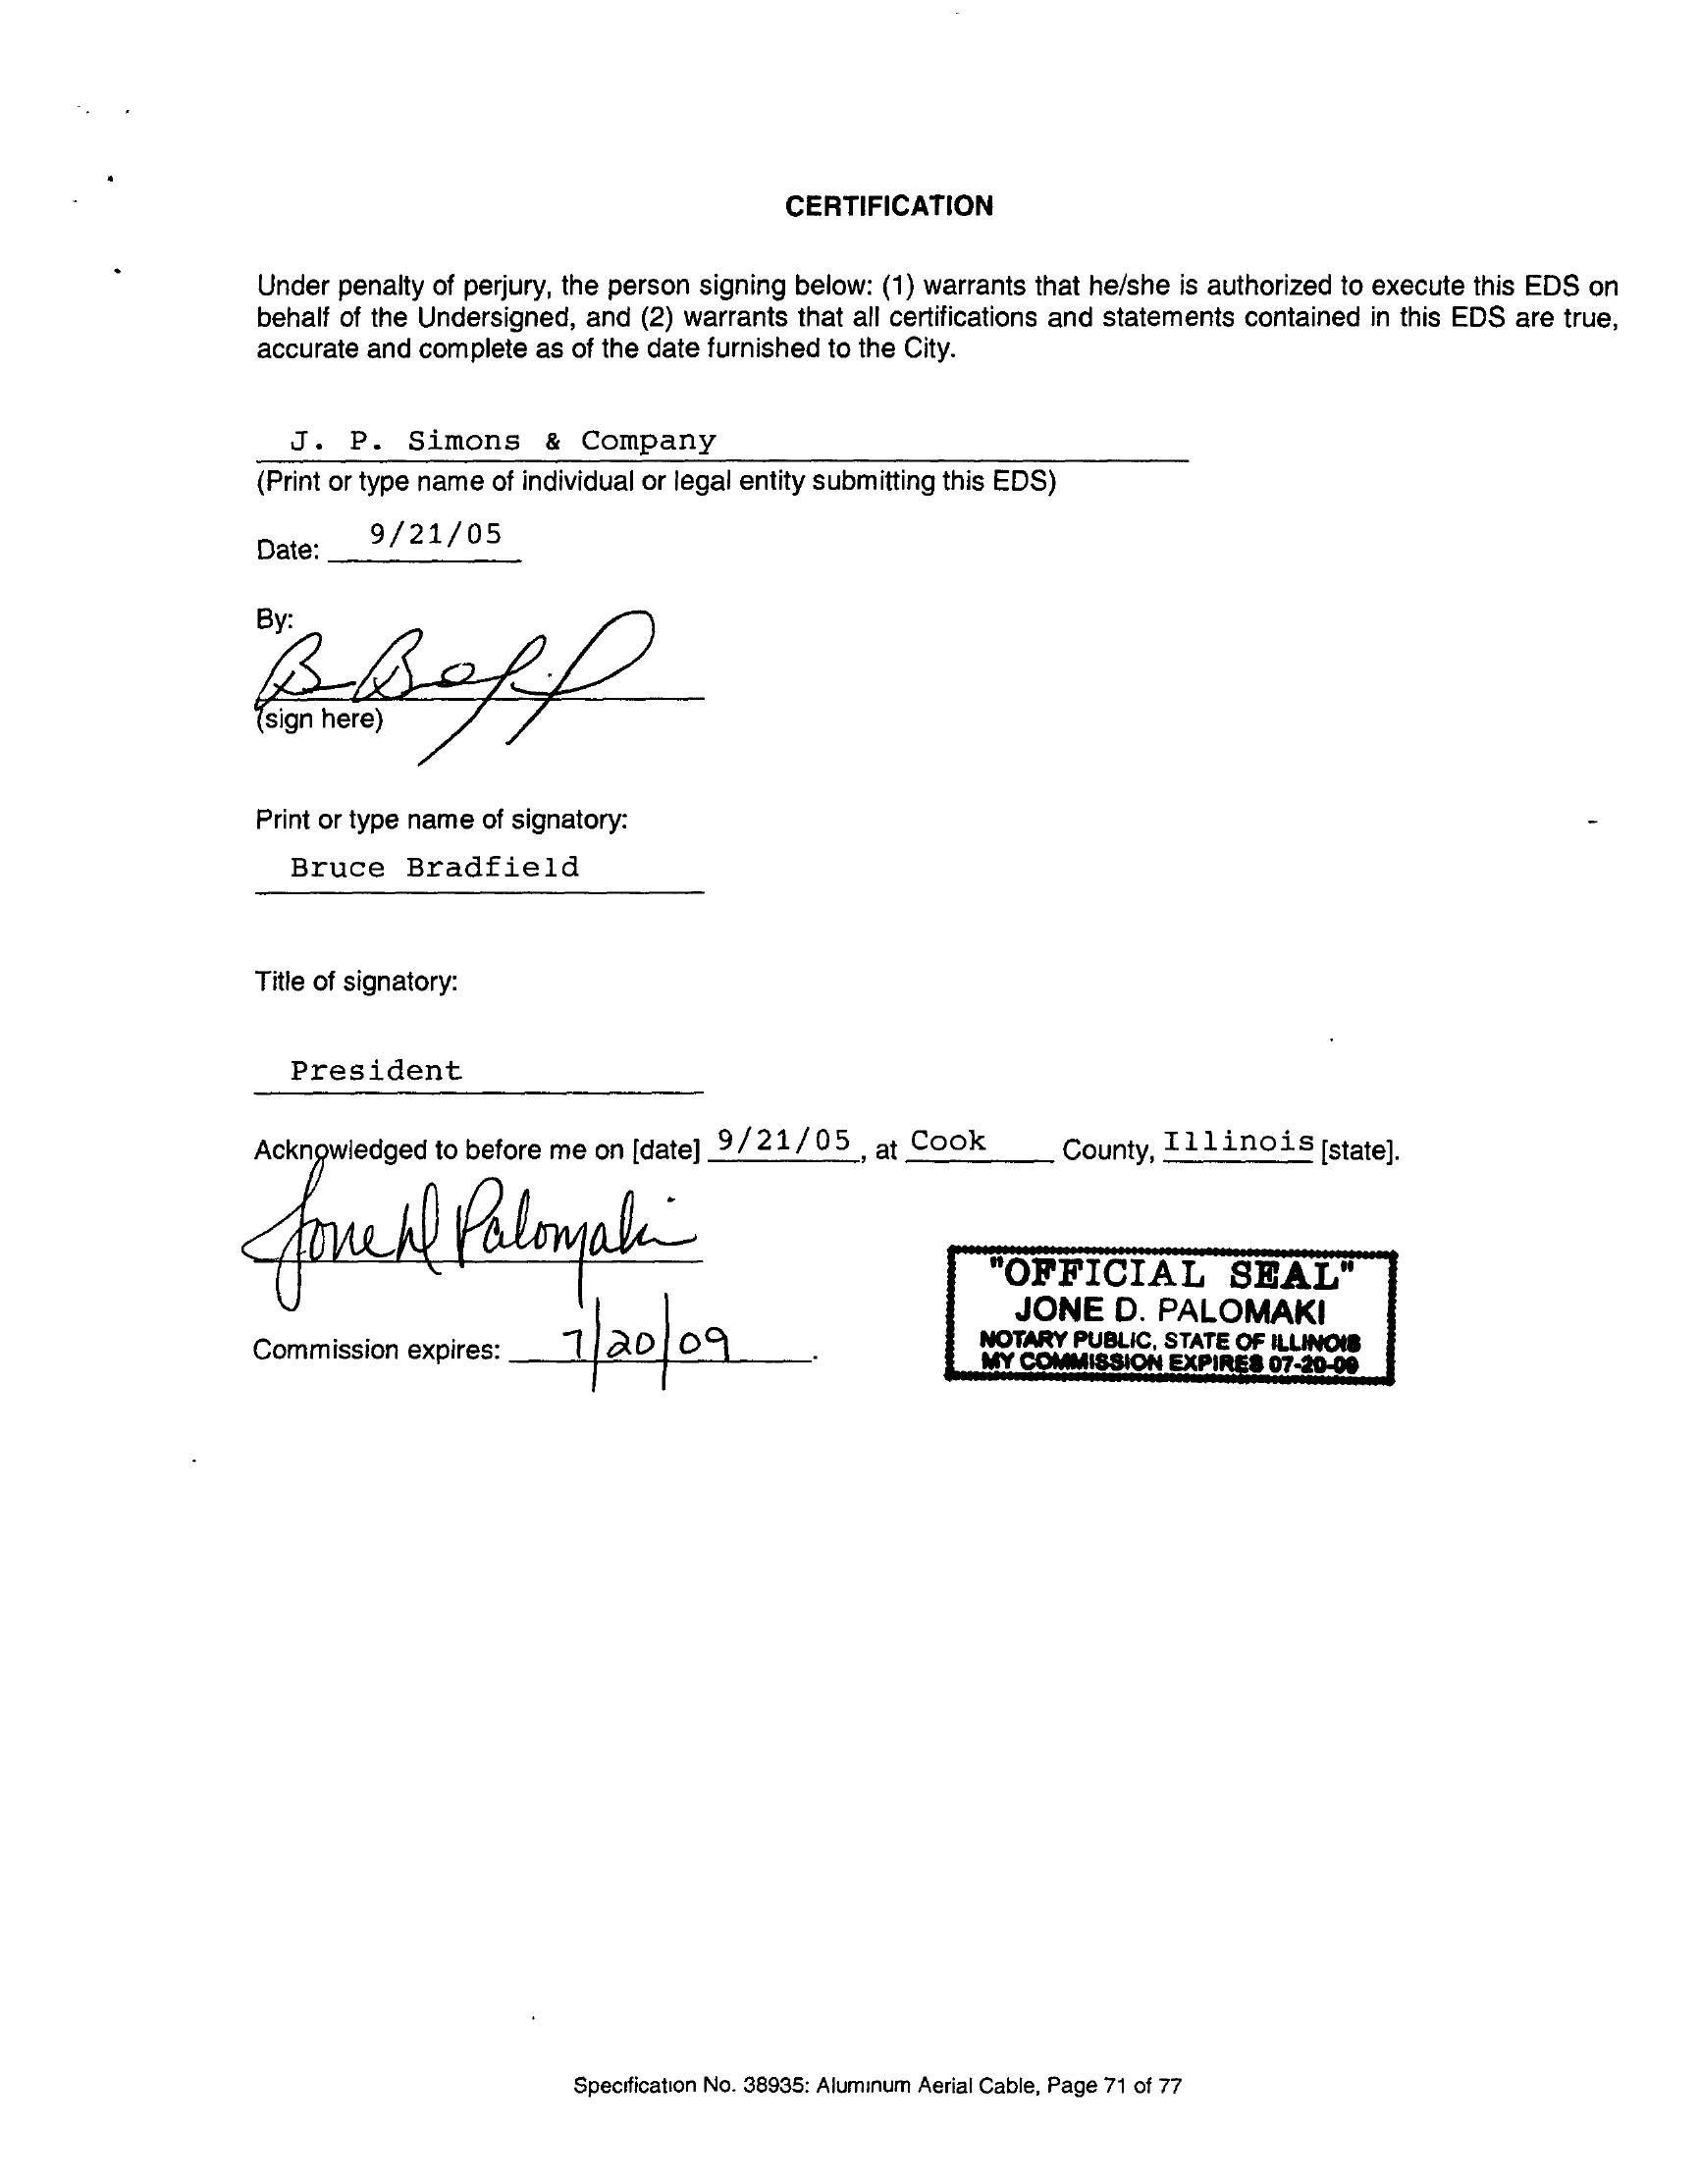 CERTIFICATION
Under penalty of perjury, the person signing below: (1) warrants that he/she is authorized to execute this EDS on
behalf of the Undersigned, and (2) warrants that all certifications and statements contained in this EDS are true,
accurate and complete as of the date furnished to the City.
J. P. Simons & Company
(Print or type name of individual or legal entity submitting this EDS)
Date: 9/21/05
By:
(sign here)
Print or type name of signatory:
Bruce Bradfield
Title of signatory:
President
Acknowledged to before me on [date] 9/21/05, at Cook County, Illinois [state].
Jone D Palomaki
"OFFICIAL SEAL"
JONE D. PALOMAKI
NOTARY PUBLIC, STATE OF ILLINOIS
MY COMMISSION EXPIRES 07-20-09
Commission expires: 7/20/09.
Specification No. 38935: Aluminum Aerial Cable, Page 71 of 77